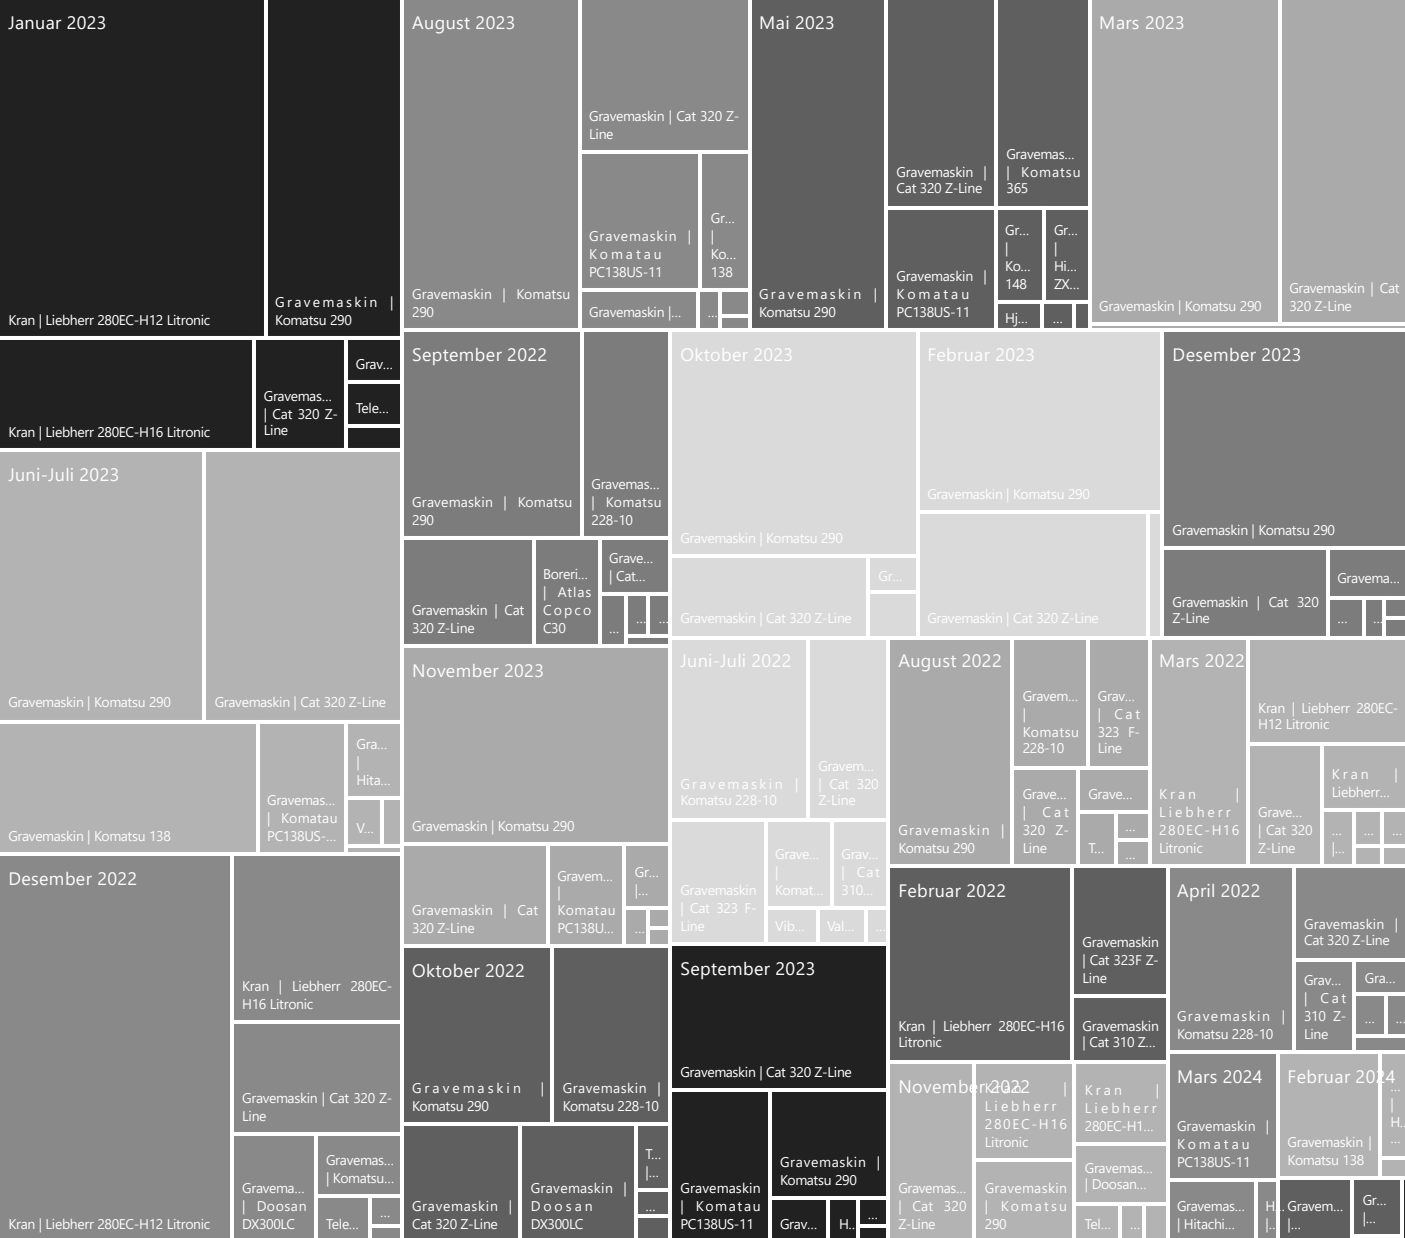 Januar 2023
Kran | Liebherr 280EC-H12 Litronic
Gravemaskin |
Komatsu 290
Kran | Liebherr 280EC-H16 Litronic
Gravemas...
| Cat 320 Z-
Line
Grav...
Tele...
Juni-Juli 2023
Gravemaskin | Komatsu 290
Gravemaskin | Cat 320 Z-Line
Gravemaskin | Komatsu 138
Gravemas...
| Komatau
PC138US-...
Gra...
|
Hita...
V...
Desember 2022
Kran | Liebherr 280EC-H12 Litronic
Kran | Liebherr 280EC-
H16 Litronic
Gravemaskin | Cat 320 Z-
Line
Gravema...
| Doosan
DX300LC
Gravemas...
| Komatsu...
Tele...
...
August 2023
Gravemaskin | Komatsu
290
Gravemaskin | Cat 320 Z-
Line
Gravemaskin |
Komatau
PC138US-11
Gr...
|
Ko...
138
Gravemaskin |...
...
September 2022
Gravemaskin | Komatsu
290
Gravemas...
| Komatsu
228-10
Gravemaskin | Cat
320 Z-Line
Boreri...
| Atlas
Copco
C30
Grave...
| Cat...
...
...
...
November 2023
Gravemaskin | Komatsu 290
Gravemaskin | Cat
320 Z-Line
Gravem...
|
Komatau
PC138U...
Gr...
|...
...
Oktober 2022
Gravemaskin |
Komatsu 290
Gravemaskin |
Komatsu 228-10
Gravemaskin |
Cat 320 Z-Line
Gravemaskin |
Doosan
DX300LC
T...
|...
...
Mai 2023
Gravemaskin |
Komatsu 290
Gravemaskin |
Cat 320 Z-Line
Gravemas...
| Komatsu
365
Gravemaskin |
Komatau
PC138US-11
Gr...
|
Ko...
148
Gr...
|
Hi...
ZX...
Hj...
...
Mars 2023
Gravemaskin | Komatsu 290
Gravemaskin | Cat
320 Z-Line
Oktober 2023
Gravemaskin | Komatsu 290
Gravemaskin | Cat 320 Z-Line
Gr...
Februar 2023
Gravemaskin | Komatsu 290
Gravemaskin | Cat 320 Z-Line
Desember 2023
Gravemaskin | Komatsu 290
Gravemaskin | Cat 320
Z-Line
Gravema...
...
...
Juni-Juli 2022
Gravemaskin |
Komatsu 228-10
Gravem...
| Cat 320
Z-Line
Gravemaskin
| Cat 323 F-
Line
Grave...
|
Komat...
Grav...
| Cat
310...
Vib...
Val...
...
September 2023
Gravemaskin | Cat 320 Z-Line
Gravemaskin
| Komatau
PC138US-11
Gravemaskin |
Komatsu 290
Grav...
H...
...
August 2022
Gravemaskin |
Komatsu 290
Gravem...
|
Komatsu
228-10
Grav...
| Cat
323 F-
Line
Grave...
| Cat
320 Z-
Line
Grave...
T...
...
...
Mars 2022
Kran |
Liebherr
280EC-H16
Litronic
Kran | Liebherr 280EC-
H12 Litronic
Grave...
| Cat 320
Z-Line
Kran |
Liebherr...
...
|...
...
...
Februar 2022
Kran | Liebherr 280EC-H16
Litronic
Gravemaskin
| Cat 323F Z-
Line
Gravemaskin
| Cat 310 Z...
April 2022
Gravemaskin |
Komatsu 228-10
Gravemaskin |
Cat 320 Z-Line
Grav...
| Cat
310 Z-
Line
Gra...
...
...
November 2022
Gravemas...
| Cat 320
Z-Line
Kran |
Liebherr
280EC-H16
Litronic
Gravemaskin
| Komatsu
290
Kran |
Liebherr
280EC-H1...
Gravemas...
| Doosan...
Tel...
...
Mars 2024
Gravemaskin |
Komatau
PC138US-11
Gravemas...
| Hitachi...
H...
|...
Februar 2024
Gravemaskin |
Komatsu 138
...
|
H...
...
Gravem...
|...
Gr...
|...